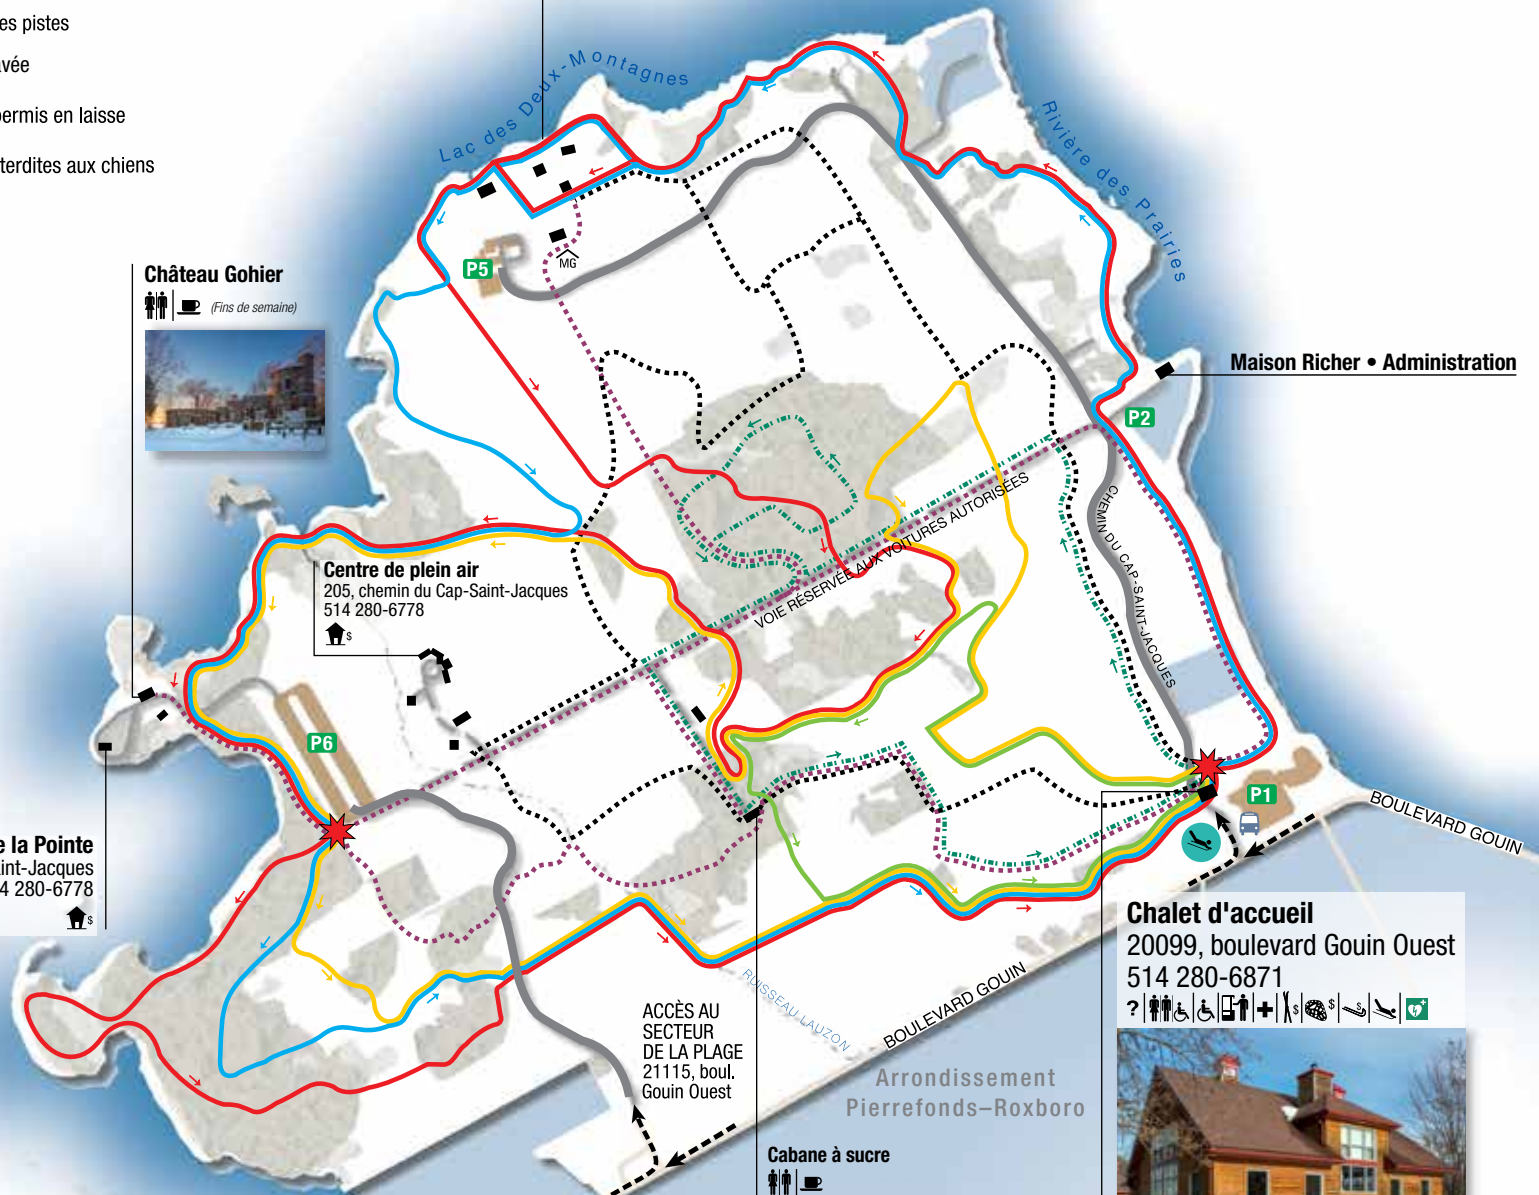 es pistes
avée
permis en laisse
nterdites aux chiens
Lac des Deux-Montagnes
Rivière des Prairies
Château Gohier
(Fins de semaine)
P5
MG
Maison Richer • Administration
P2
CHEMIN DU CAP-SAINT-JACQUES
VOIE RÉSERVÉE AUX VOITURES AUTORISÉES
Centre de plein air
205, chemin du Cap-Saint-Jacques
514 280-6778
$
P6
P1
BOULEVARD GOUIN
e la Pointe
aint-Jacques
4 280-6778
$
Chalet d'accueil
20099, boulevard Gouin Ouest
514 280-6871
? $ $ $
RUISSEAU LAUZON
BOULEVARD GOUIN
ACCÈS AU
SECTEUR
DE LA PLAGE
21115, boul.
Gouin Ouest
Arrondissement
Pierrefonds–Roxboro
Cabane à sucre